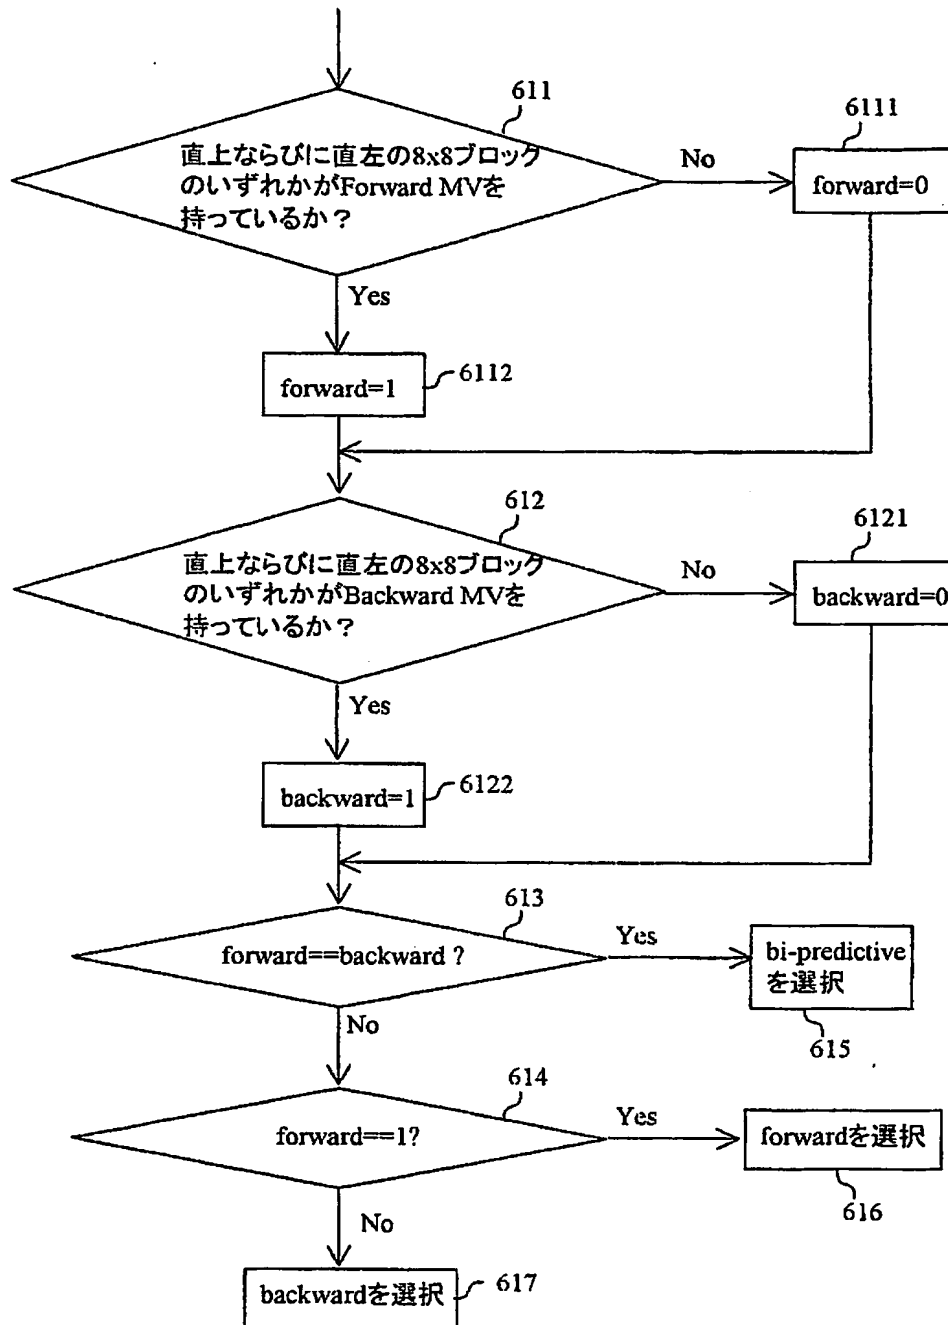 611
直上ならびに直左の8x8ブロック
のいずれかがForward MVを
持っているか？
No
6111
forward=0
Yes
forward=1
6112
612
直上ならびに直左の8x8ブロック
のいずれかがBackward MVを
持っているか？
No
6121
backward=0
Yes
backward=1
6122
613
forward==backward ?
Yes
bi-predictive
を選択
615
No
614
forward==1?
Yes
forwardを選択
616
No
backwardを選択
617